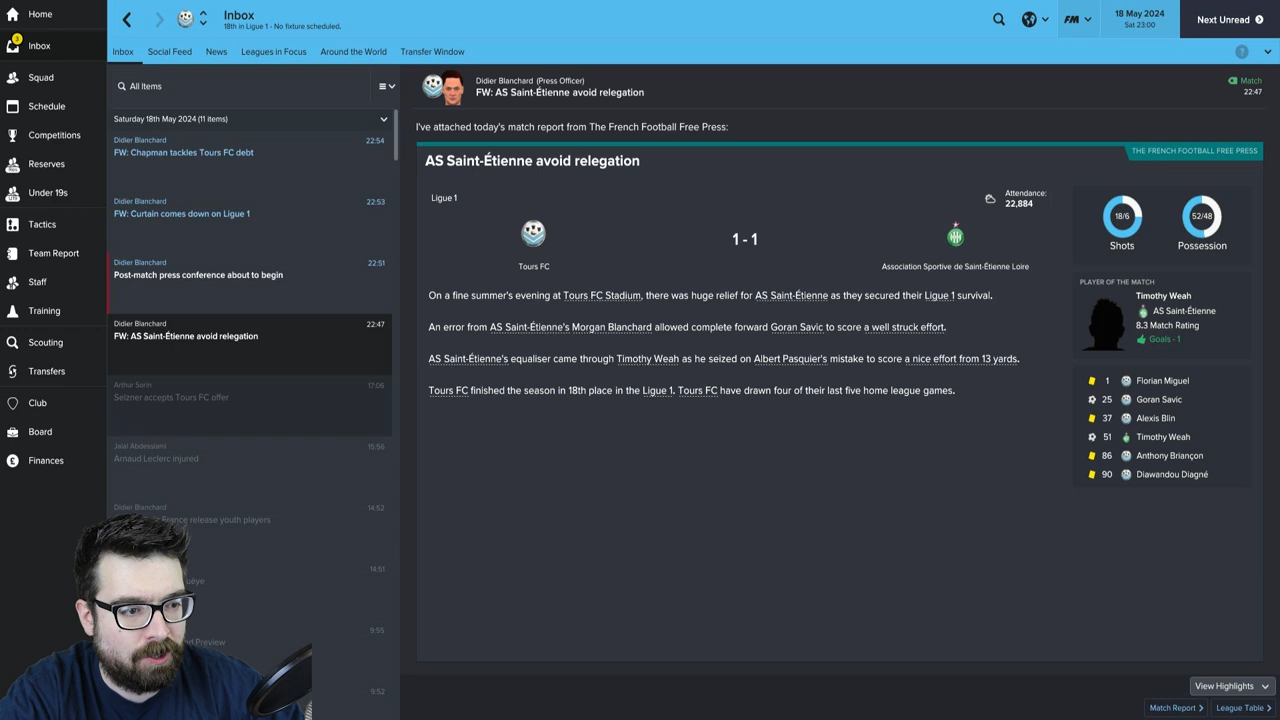 Home
Inbox
18th in Ligue 1 - No fixture scheduled.
FM
18 May 2024
Sat 23:00
Next Unread
3
Inbox
Squad
Schedule
Competitions
Reserves
Under 19s
Tactics
Team Report
Staff
Training
Scouting
Transfers
Club
Board
Finances
Inbox
Social Feed
News
Leagues in Focus
Around the World
Transfer Window
?
All Items
Saturday 18th May 2024 (11 items)
Didier Blanchard 22:54
FW: Chapman tackles Tours FC debt
Didier Blanchard 22:53
FW: Curtain comes down on Ligue 1
Didier Blanchard 22:51
Post-match press conference about to begin
Didier Blanchard 22:47
FW: AS Saint-Étienne avoid relegation
Arthur Sorin 17:06
Selzner accepts Tours FC offer
Jalal Abdesslami 15:56
Arnaud Leclerc injured
Didier Blanchard 14:52
France release youth players
14:51
9:55
nd Preview
9:52
Didier Blanchard (Press Officer)
FW: AS Saint-Étienne avoid relegation
Match
22:47
I've attached today's match report from The French Football Free Press:
THE FRENCH FOOTBALL FREE PRESS
AS Saint-Étienne avoid relegation
Ligue 1
Attendance:
22,884
1 - 1
Tours FC
Association Sportive de Saint-Étienne Loire
On a fine summer's evening at Tours FC Stadium, there was huge relief for AS Saint-Étienne as they secured their Ligue 1 survival.
An error from AS Saint-Étienne's Morgan Blanchard allowed complete forward Goran Savic to score a well struck effort.
AS Saint-Étienne's equaliser came through Timothy Weah as he seized on Albert Pasquier's mistake to score a nice effort from 13 yards.
Tours FC finished the season in 18th place in the Ligue 1. Tours FC have drawn four of their last five home league games.
18/6
Shots
52/48
Possession
PLAYER OF THE MATCH
Timothy Weah
AS Saint-Étienne
8.3 Match Rating
Goals - 1
1 Florian Miguel
25 Goran Savic
37 Alexis Blin
51 Timothy Weah
86 Anthony Briançon
90 Diawandou Diagné
View Highlights
Match Report
League Table